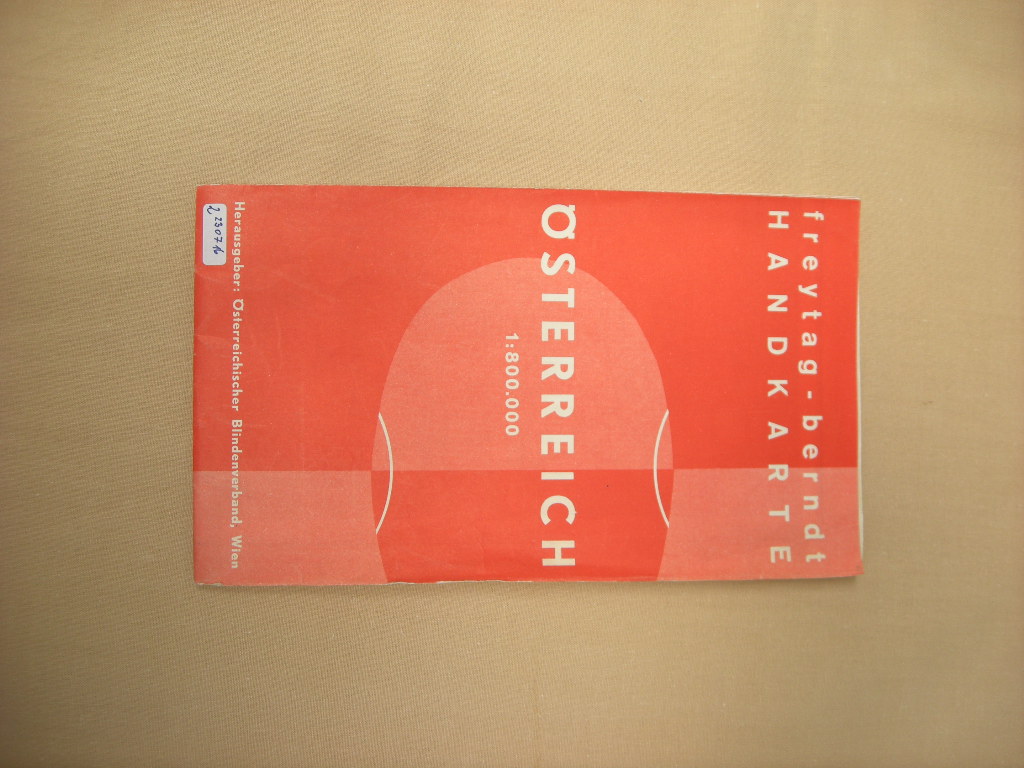 freytag-berndt
HANDKARTE
ÖSTERREICH
1:800.000
Herausgeber: Österreichischer Blindenverband, Wien